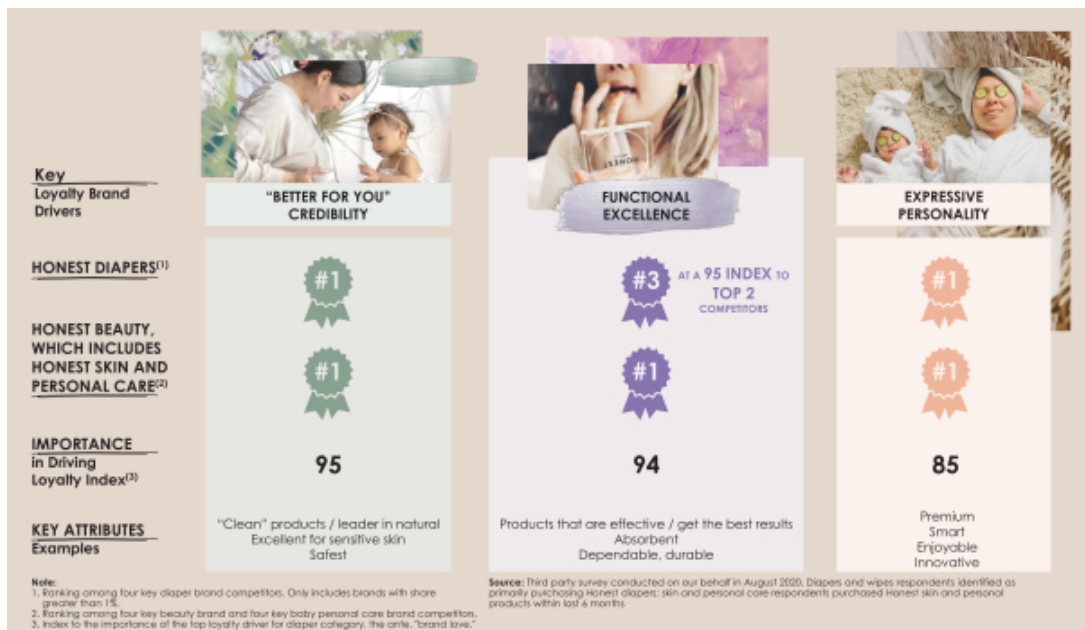 Key
Loyalty Brand
Drivers
"BETTER FOR YOU"
CREDIBILITY
FUNCTIONAL
EXCELLENCE
EXPRESSIVE
PERSONALITY
HONEST
HONEST DIAPERS(1)
#1
#3
AT A 95 INDEX TO
TOP 2
COMPETITORS
#1
HONEST BEAUTY,
WHICH INCLUDES
HONEST SKIN AND
PERSONAL CARE(2)
#1
#1
#1
IMPORTANCE
in Driving
Loyalty Index(3)
95
94
85
KEY ATTRIBUTES
Examples
"Clean" products / leader in natural
Excellent for sensitive skin
Safest
Products that are effective / get the best results
Absorbent
Dependable, durable
Premium
Smart
Enjoyable
Innovative
Note:
1. Ranking among four key diaper brand competitors. Only includes brands with share
greater than 1%.
2. Ranking among four key beauty brand and four key baby personal care brand competitors.
3. Index to the importance of the top loyalty driver for diaper category, the ante, "brand love."
Source: Third party survey conducted on our behalf in August 2020. Diapers and wipes respondents identified as
primarily purchasing Honest diapers; skin and personal care respondents purchased Honest skin and personal
products within last 6 months